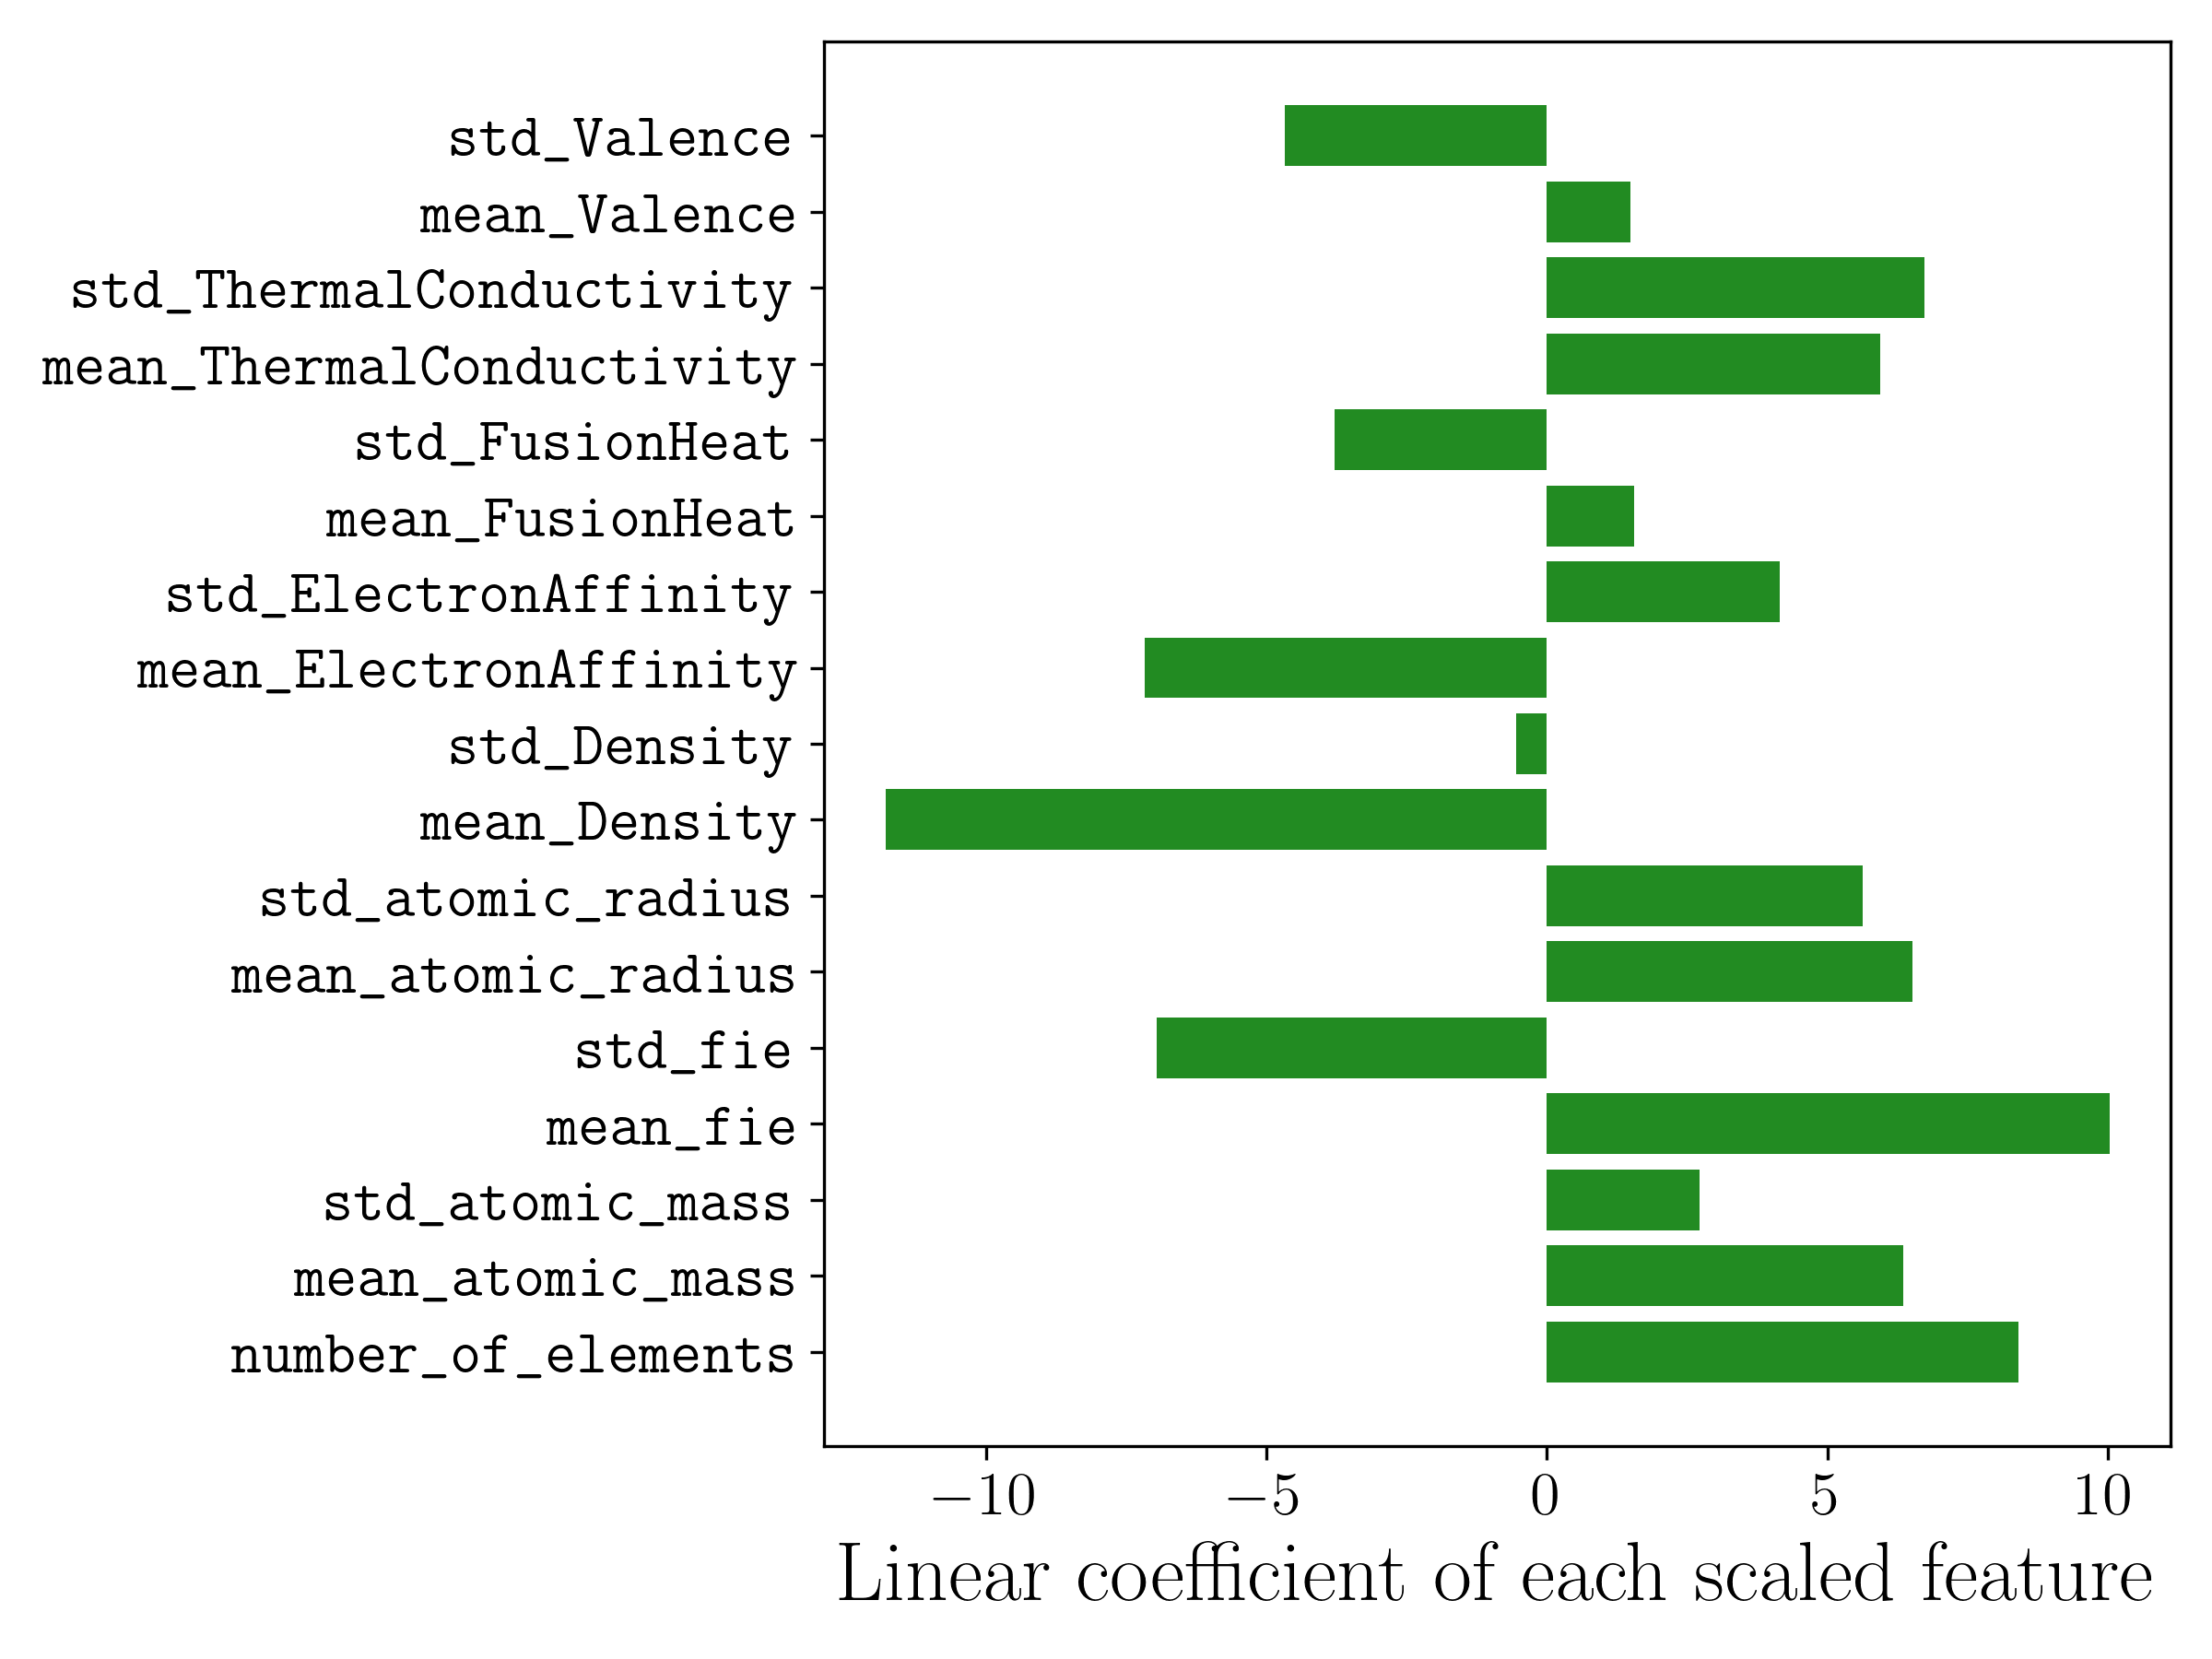 std_Valence
mean_Valence
std_ThermalConductivity
mean_ThermalConductivity
std_FusionHeat
mean_FusionHeat
std_ElectronAffinity
mean_ElectronAffinity
std_Density
mean_Density
std_atomic_radius
mean_atomic_radius
std_fie
mean_fie
std_atomic_mass
mean_atomic_mass
number_of_elements
−10 −5 0 5 10
Linear coefficient of each scaled feature